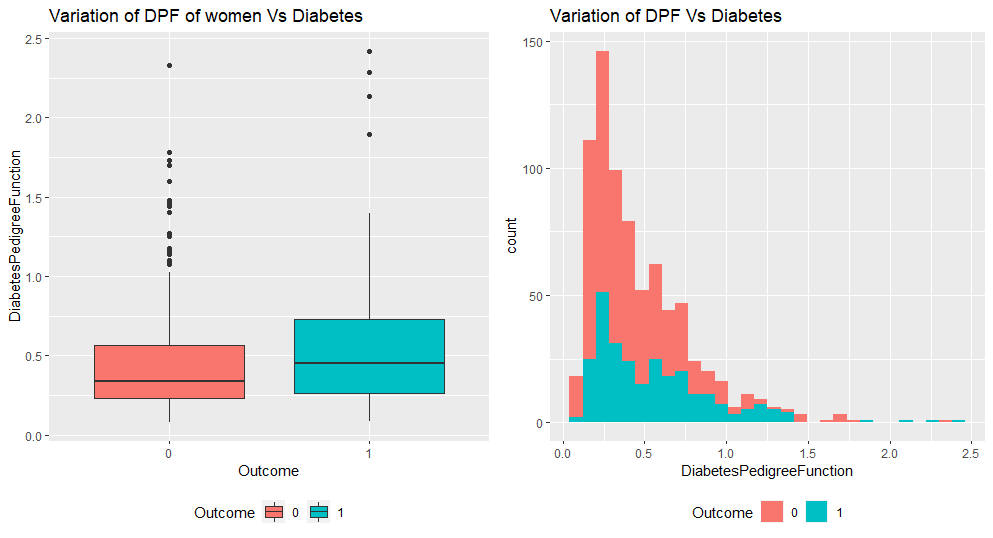 Variation of DPF of women Vs Diabetes
2.5
2.0
1.5
1.0
0.5
0.0
DiabetesPedigreeFunction
0 1
Outcome
Outcome 0 1
Variation of DPF Vs Diabetes
150
100
50
0
count
0.0 0.5 1.0 1.5 2.0 2.5
DiabetesPedigreeFunction
Outcome 0 1